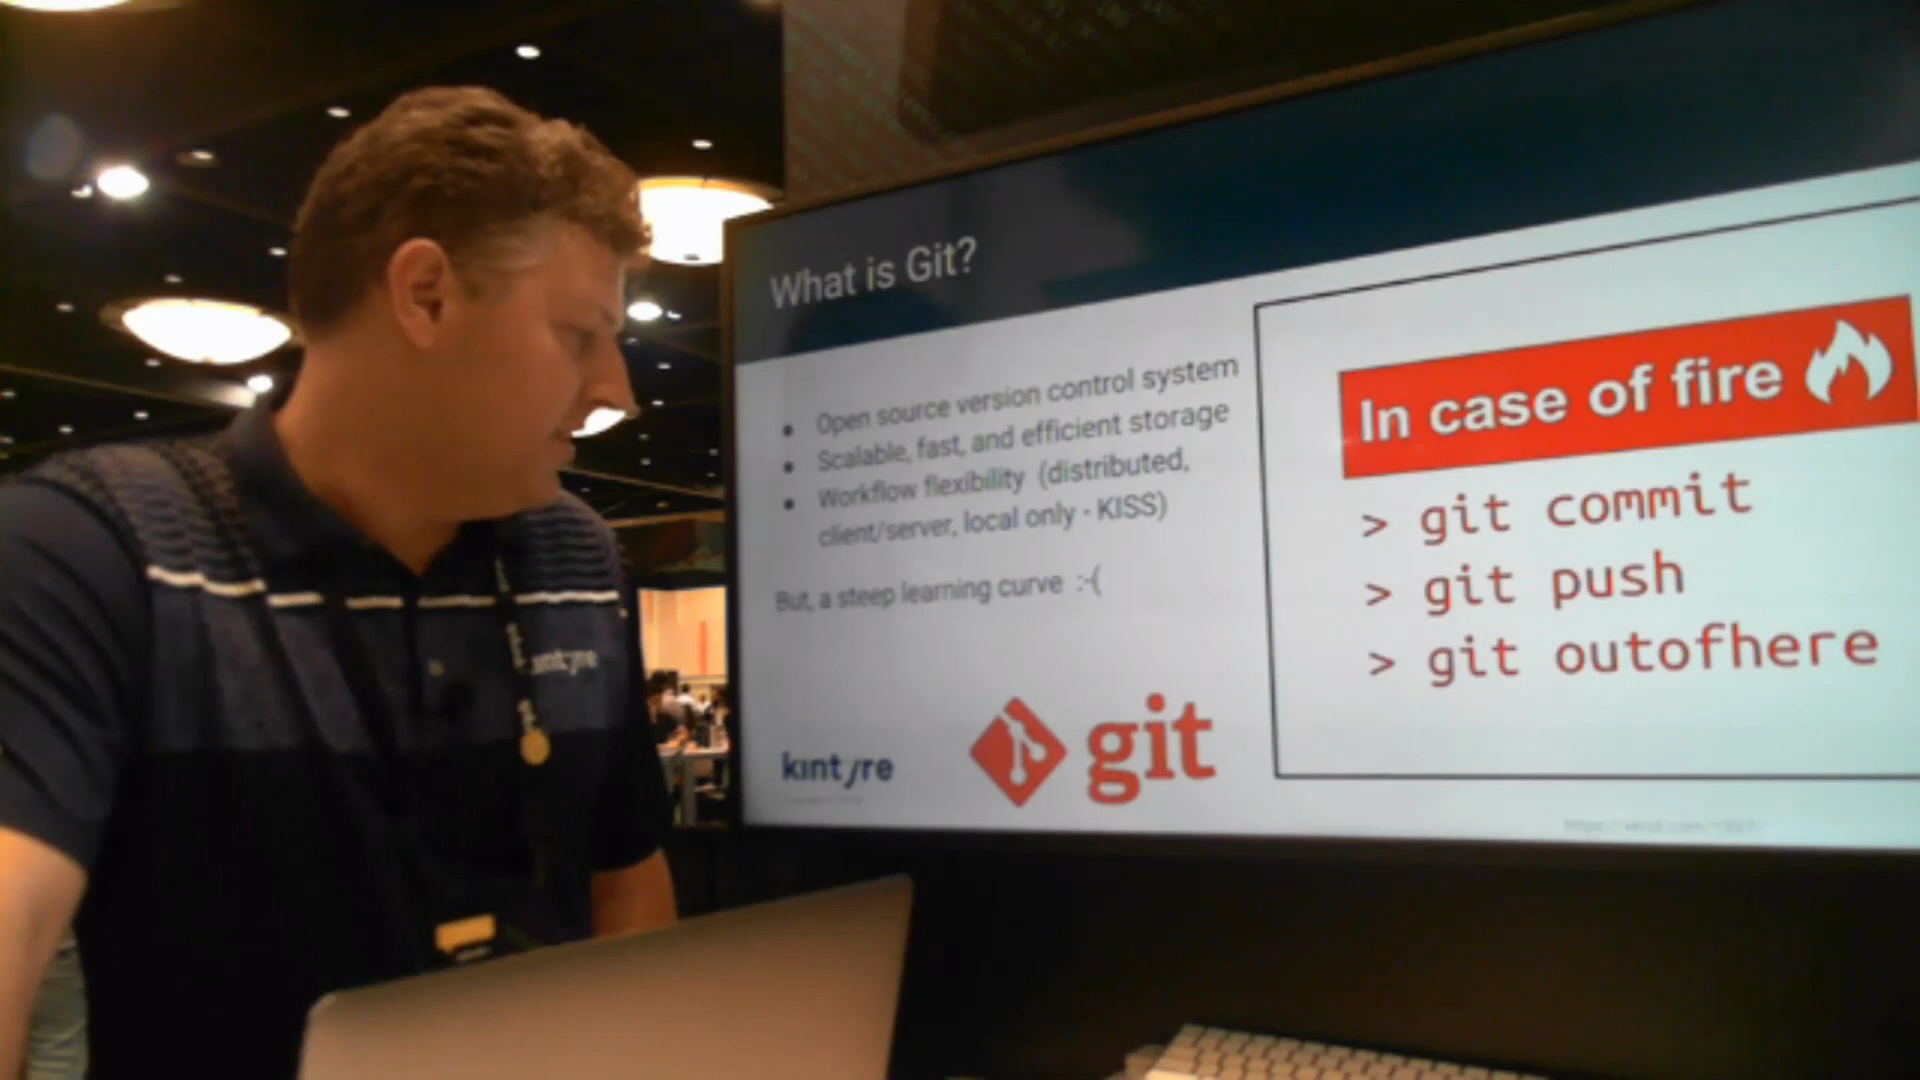 What is Git?
Open source version control system
Scalable, fast, and efficient storage
Workflow flexibility (distributed,
client/server, local only - KISS)
But, a steep learning curve :-(
kintyre
git
In case of fire
> git commit
> git push
> git outofhere
kintyre